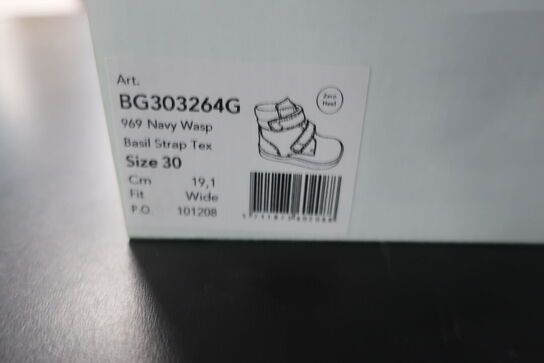 Art.
BG303264G
Zero
Heel
969 Navy Wasp
Basil Strap Tex
Size 30
Cm 19,1
Fit Wide
P.O. 101208